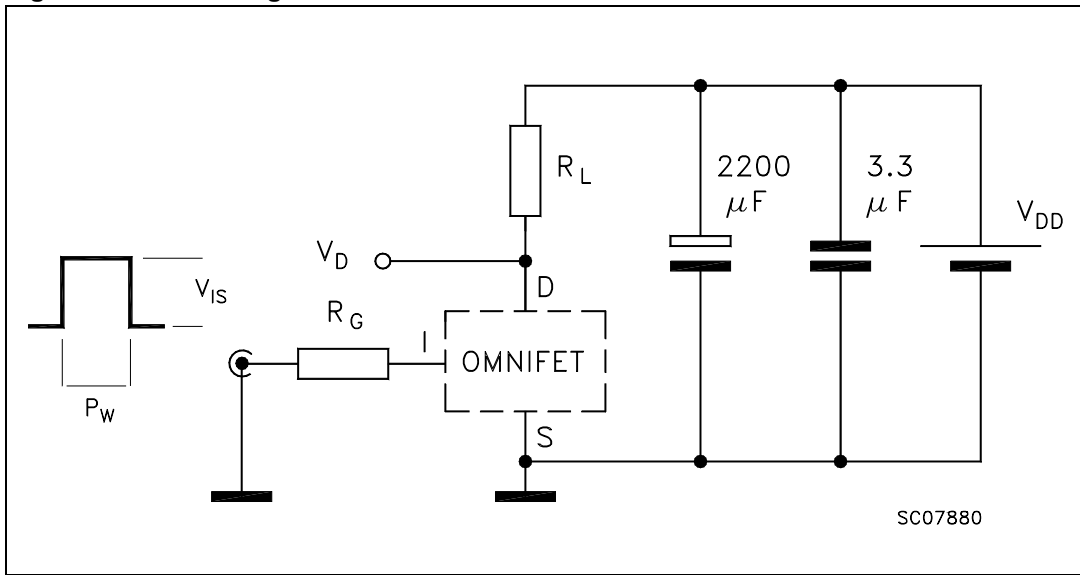 R L
2200
μF
3.3
μF
V DD
V D
D
V IS
R G
I
OMNIFET
P W
S
SC07880